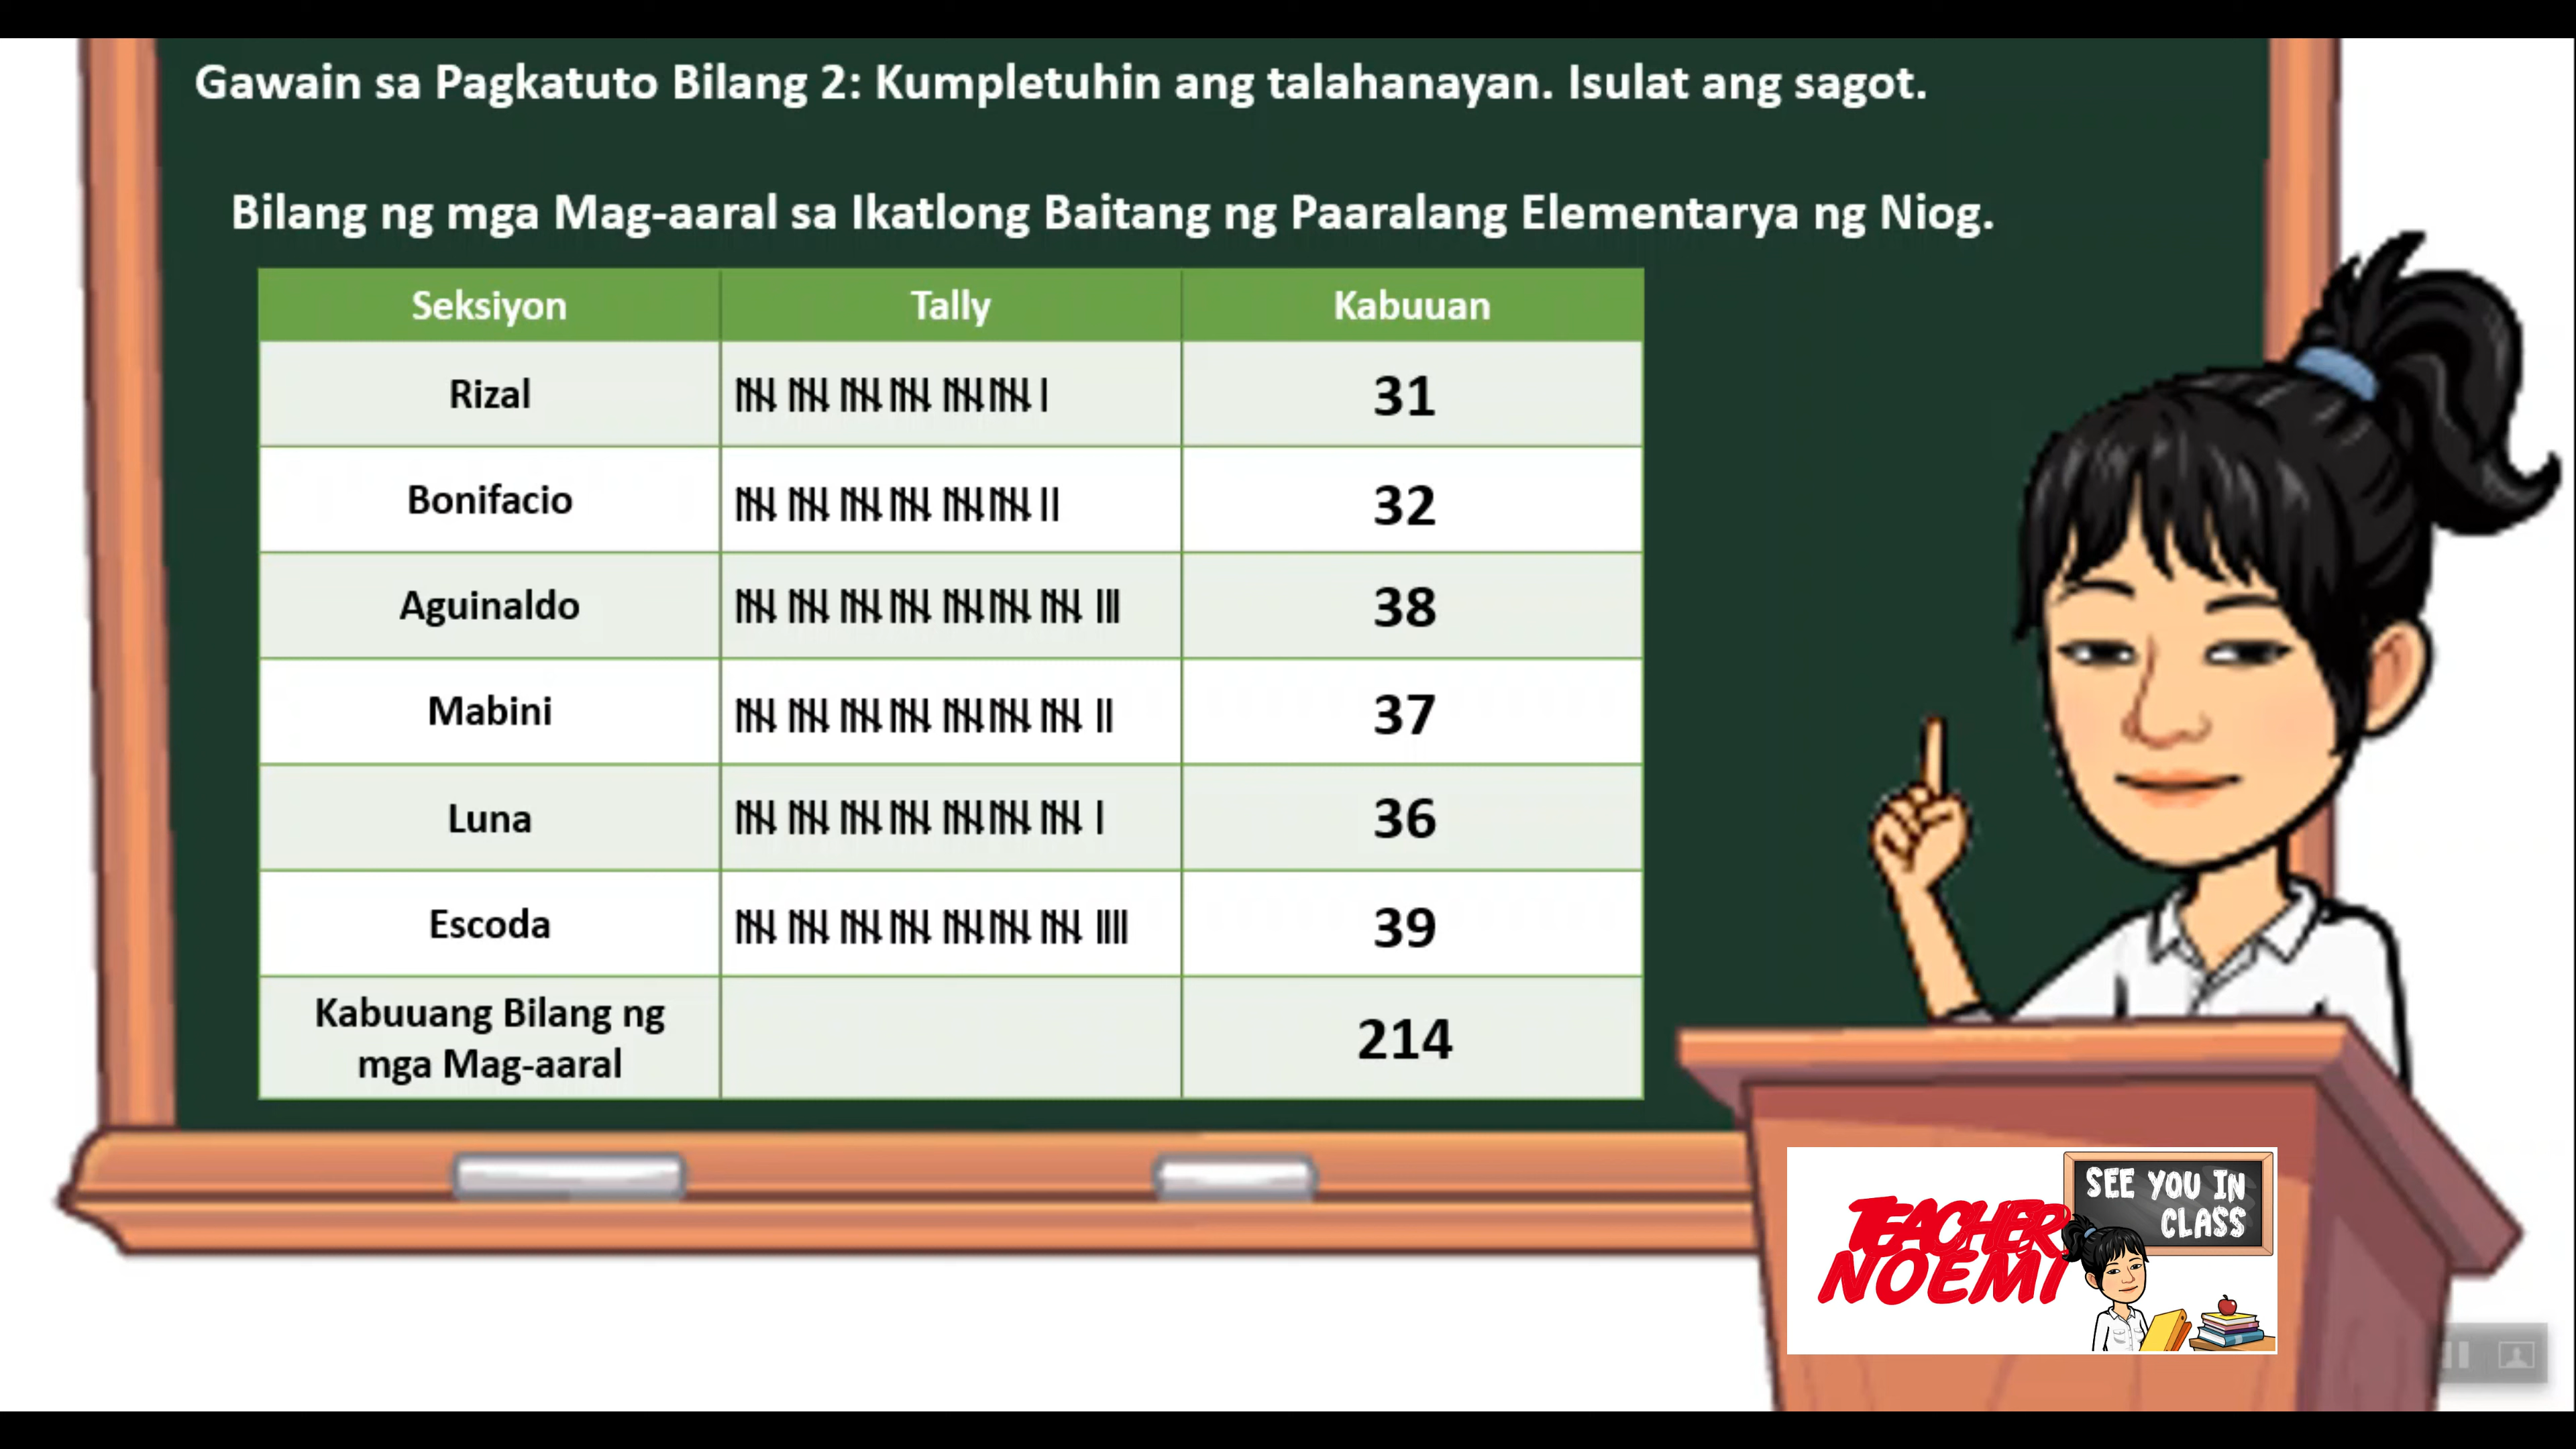 Gawain sa Pagkatuto Bilang 2: Kumpletuhin ang talahanayan. Isulat ang sagot.
Bilang ng mga Mag-aaral sa Ikatlong Baitang ng Paaralang Elementarya ng Niog.
Seksiyon Tally Kabuuan
Rizal 31
Bonifacio 32
Aguinaldo 38
Mabini 37
Luna 36
Escoda 39
Kabuuang Bilang ng
mga Mag-aaral 214
SEE YOU IN
CLASS
TEACHER
NOEMI